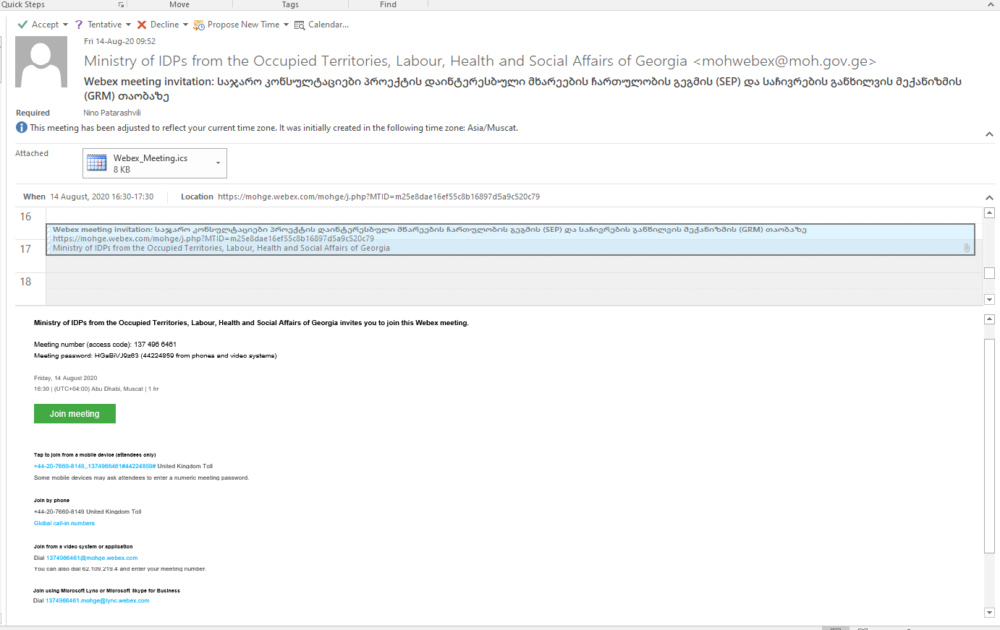 Quick Steps
Move
Tags
Find
Accept
? Tentative
Decline
Propose New Time
Calendar...
Fri 14-Aug-20 09:52
Ministry of IDPs from the Occupied Territories, Labour, Health and Social Affairs of Georgia <mohwebex@moh.gov.ge>
Webex meeting invitation: საჯარო კონსულტაციები პროექტის დაინტერესბული მხარეების ჩართულობის გეგმის (SEP) და საჩივრების განხილვის მექანიზმის
(GRM) თაობაზე
Required Nino Patarashvili
This meeting has been adjusted to reflect your current time zone. It was initially created in the following time zone: Asia/Muscat.
Attached
Webex_Meeting.ics
8 KB
When 14 August, 2020 16:30-17:30
Location https://mohge.webex.com/mohge/j.php?MTID=m25e8dae16ef55c8b16897d5a9c520c79
16
Webex meeting invitation: საჯარო კონსულტაციები პროექტის დაინტერესბული მხარეების ჩართულობის გეგმის (SEP) და საჩივრების განხილვის მექანიზმის (GRM) თაობაზე
https://mohge.webex.com/mohge/j.php?MTID=m25e8dae16ef55c8b16897d5a9c520c79
17
Ministry of IDPs from the Occupied Territories, Labour, Health and Social Affairs of Georgia
18
Ministry of IDPs from the Occupied Territories, Labour, Health and Social Affairs of Georgia invites you to join this Webex meeting.
Meeting number (access code): 137 496 6461
Meeting password: HGaBiVJ9z63 (44224859 from phones and video systems)
Friday, 14 August 2020
16:30 | (UTC+04:00) Abu Dhabi, Muscat | 1 hr
Join meeting
Tap to join from a mobile device (attendees only)
+44-20-7660-8149,,1374966461#44224859# United Kingdom Toll
Some mobile devices may ask attendees to enter a numeric meeting password.
Join by phone
+44-20-7660-8149 United Kingdom Toll
Global call-in numbers
Join from a video system or application
Dial 1374966461@mohge.webex.com
You can also dial 62.109.219.4 and enter your meeting number.
Join using Microsoft Lync or Microsoft Skype for Business
Dial 1374966461.mohge@lync.webex.com